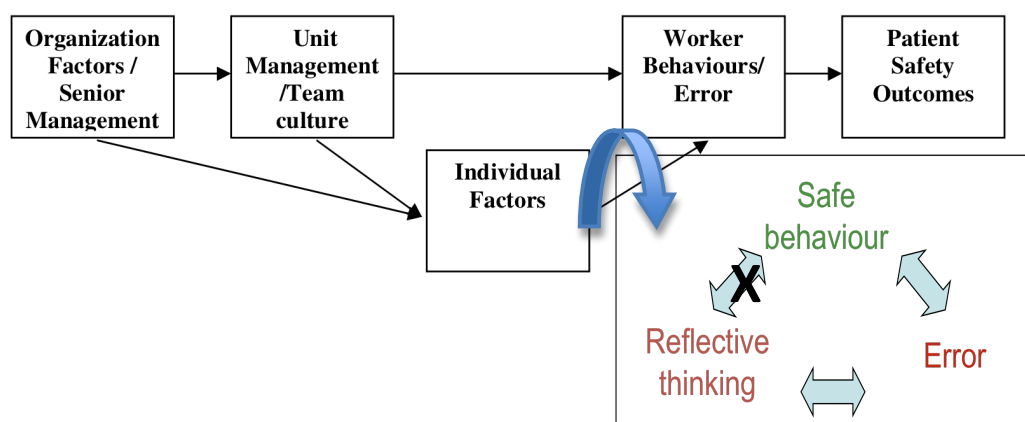 Organization
Factors /
Senior
Management
Unit
Management
/Team
culture
Worker
Behaviours/
Error
Patient
Safety
Outcomes
Individual
Factors
Safe
behaviour
X
Reflective
thinking
Error